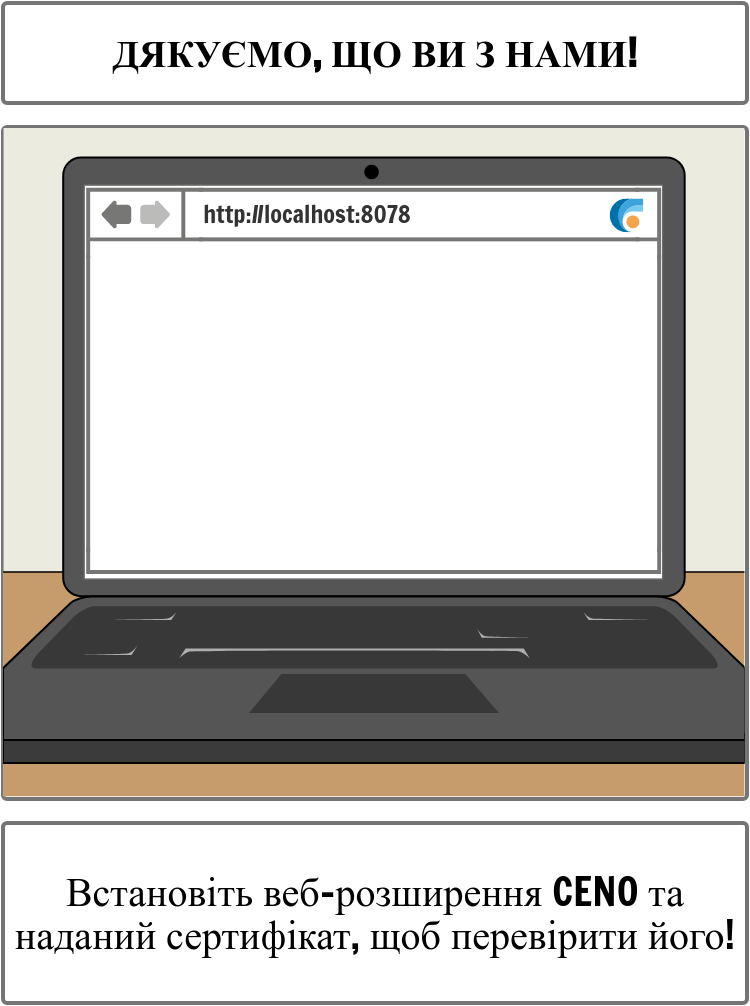 ДЯКУЄМО, ЩО ВИ З НАМИ!
http://localhost:8078
Встановіть веб-розширення CENO та
наданий сертифікат, щоб перевірити його!